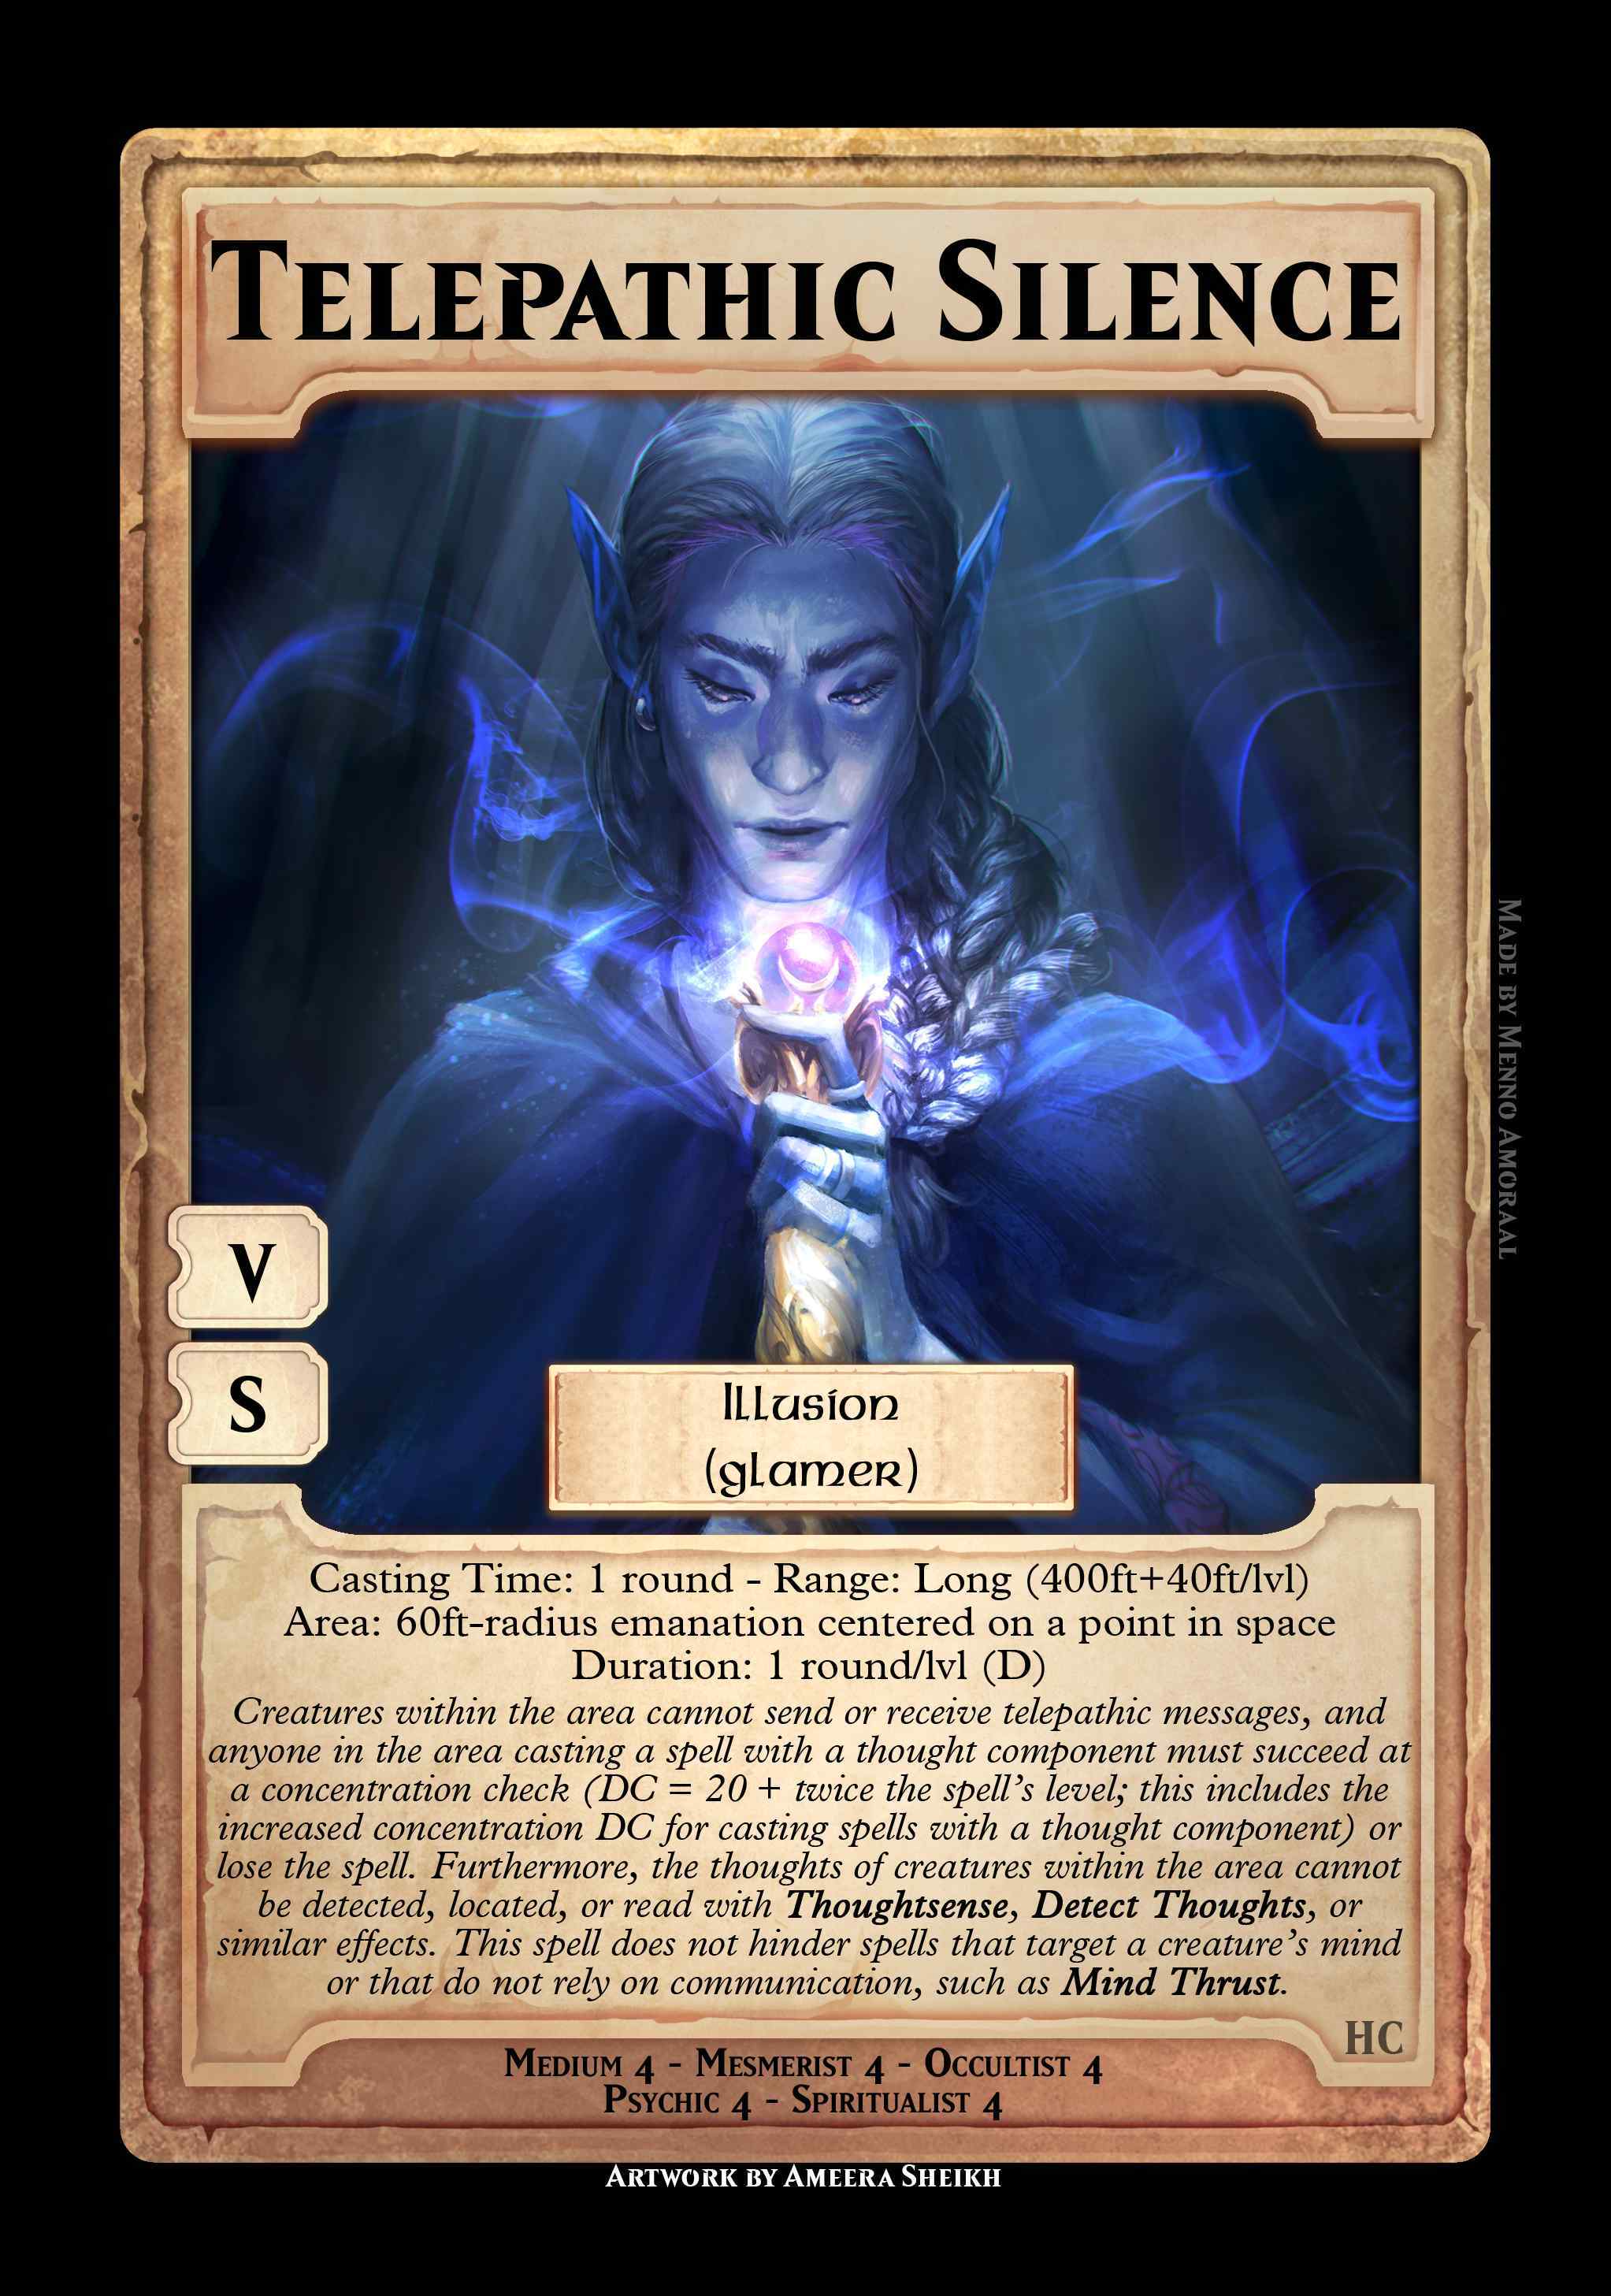 Telepathic Silence
V
S
Illusion
(glamer)
Casting Time: 1 round - Range: Long (400ft+40ft/lvl)
Area: 60ft-radius emanation centered on a point in space
Duration: 1 round/lvl (D)
Creatures within the area cannot send or receive telepathic messages, and
anyone in the area casting a spell with a thought component must succeed at
a concentration check (DC = 20 + twice the spell's level; this includes the
increased concentration DC for casting spells with a thought component) or
lose the spell. Furthermore, the thoughts of creatures within the area cannot
be detected, located, or read with Thoughtsense, Detect Thoughts, or
similar effects. This spell does not hinder spells that target a creature's mind
or that do not rely on communication, such as Mind Thrust.
HC
Medium 4 - Mesmerist 4 - Occultist 4
Psychic 4 - Spiritualist 4
Artwork by Ameera Sheikh
Made by Menno Amoraal